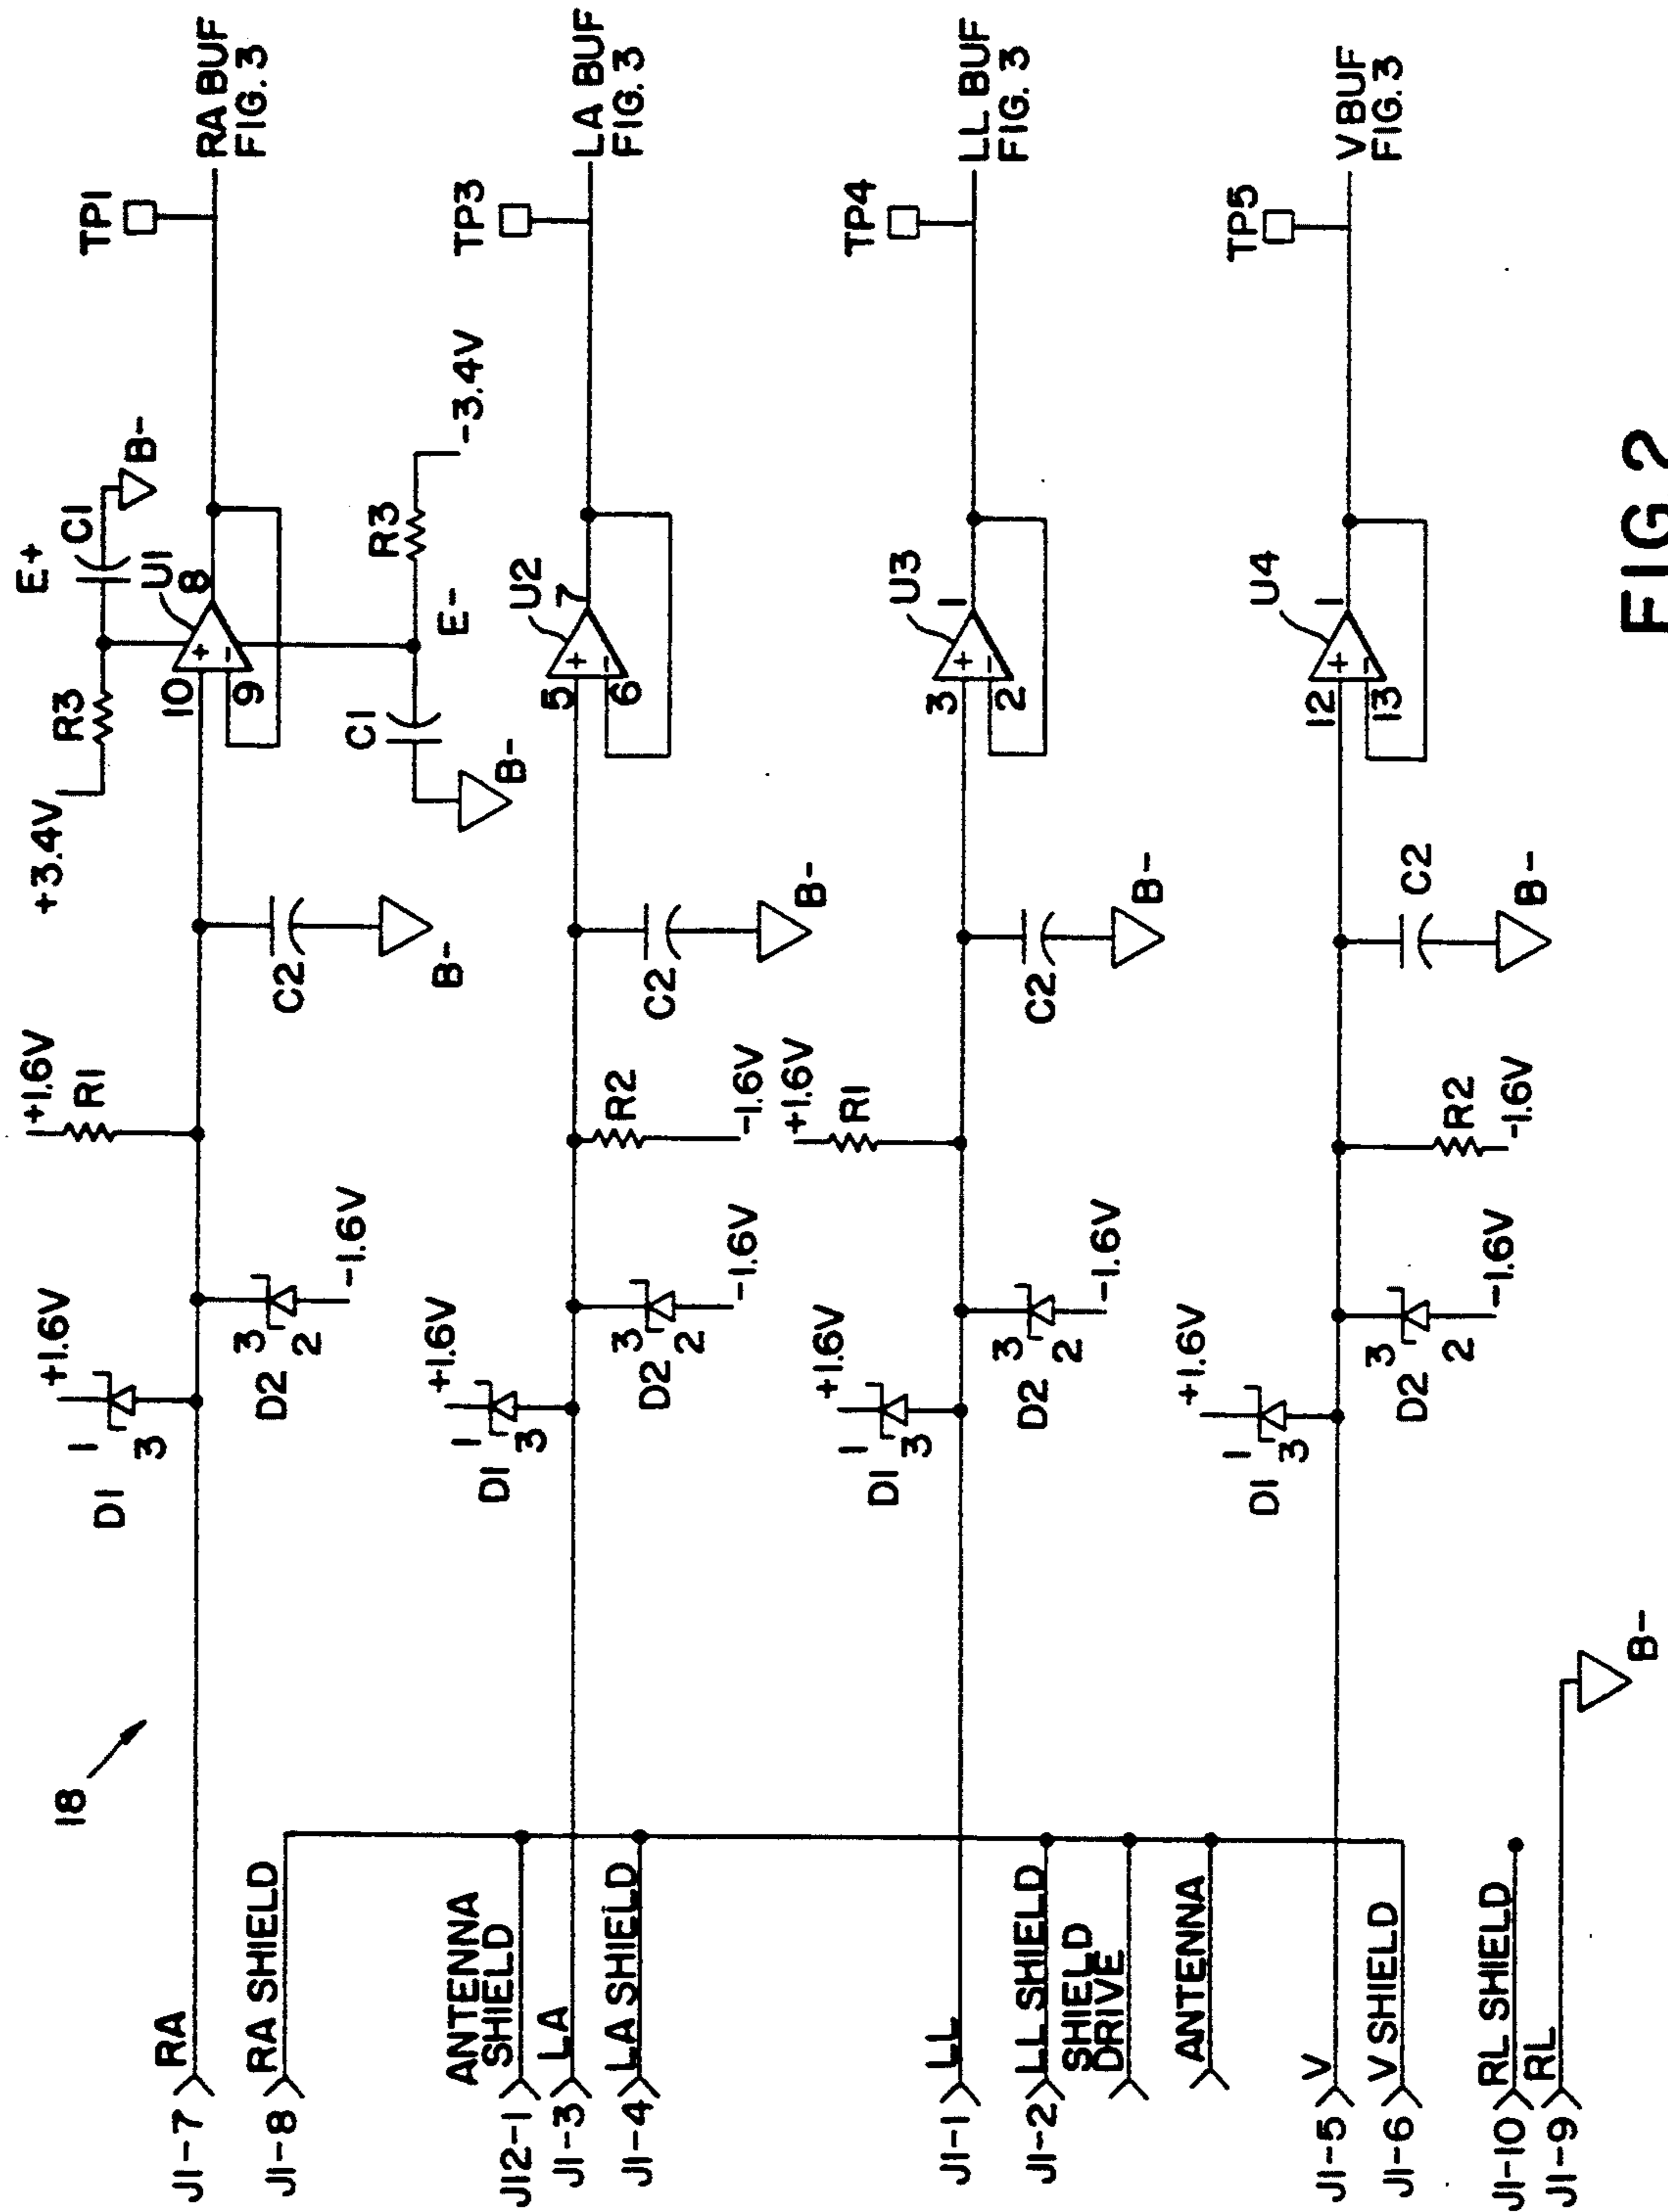 18
J1-7
RA
D1
1
3
+1.6V
D2
3
2
-1.6V
+1.6V
R1
C2
B-
+3.4V
R3
E+
C1
B-
U1
10
9
+
-
8
TP1
RA BUF
FIG. 3
C1
B-
E-
R3
-3.4V
J1-8
RA SHIELD
J12-1
ANTENNA
SHIELD
J1-3
LA
J1-4
LA SHIELD
D1
1
3
+1.6V
D2
3
2
-1.6V
R2
-1.6V
C2
B-
U2
5
6
+
-
7
TP3
LA BUF
FIG. 3
J1-1
LL
J1-2
LL SHIELD
SHIELD
DRIVE
ANTENNA
D1
1
3
+1.6V
D2
3
2
-1.6V
+1.6V
R1
C2
B-
U3
3
2
+
-
1
TP4
LL BUF
FIG. 3
J1-5
V
J1-6
V SHIELD
D1
1
3
+1.6V
D2
3
2
-1.6V
R2
-1.6V
C2
B-
U4
12
13
+
-
1
TP5
V BUF
FIG. 3
J1-10
RL SHIELD
J1-9
RL
B-
FIG 2